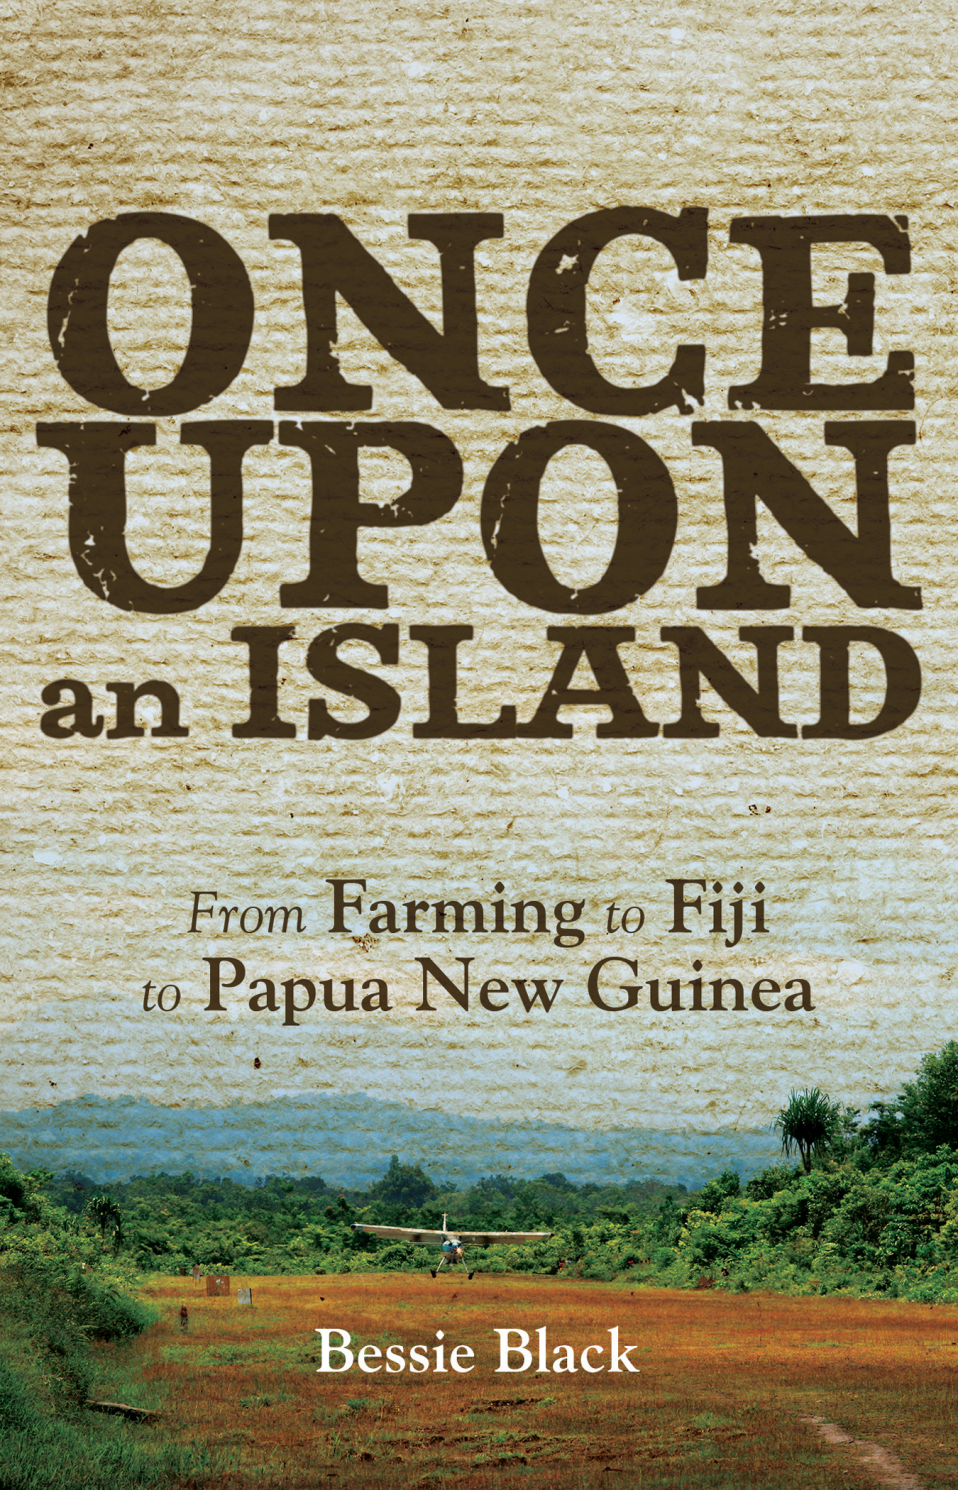 ONCE
UPON
an ISLAND
From Farming to Fiji
to Papua New Guinea
Bessie Black